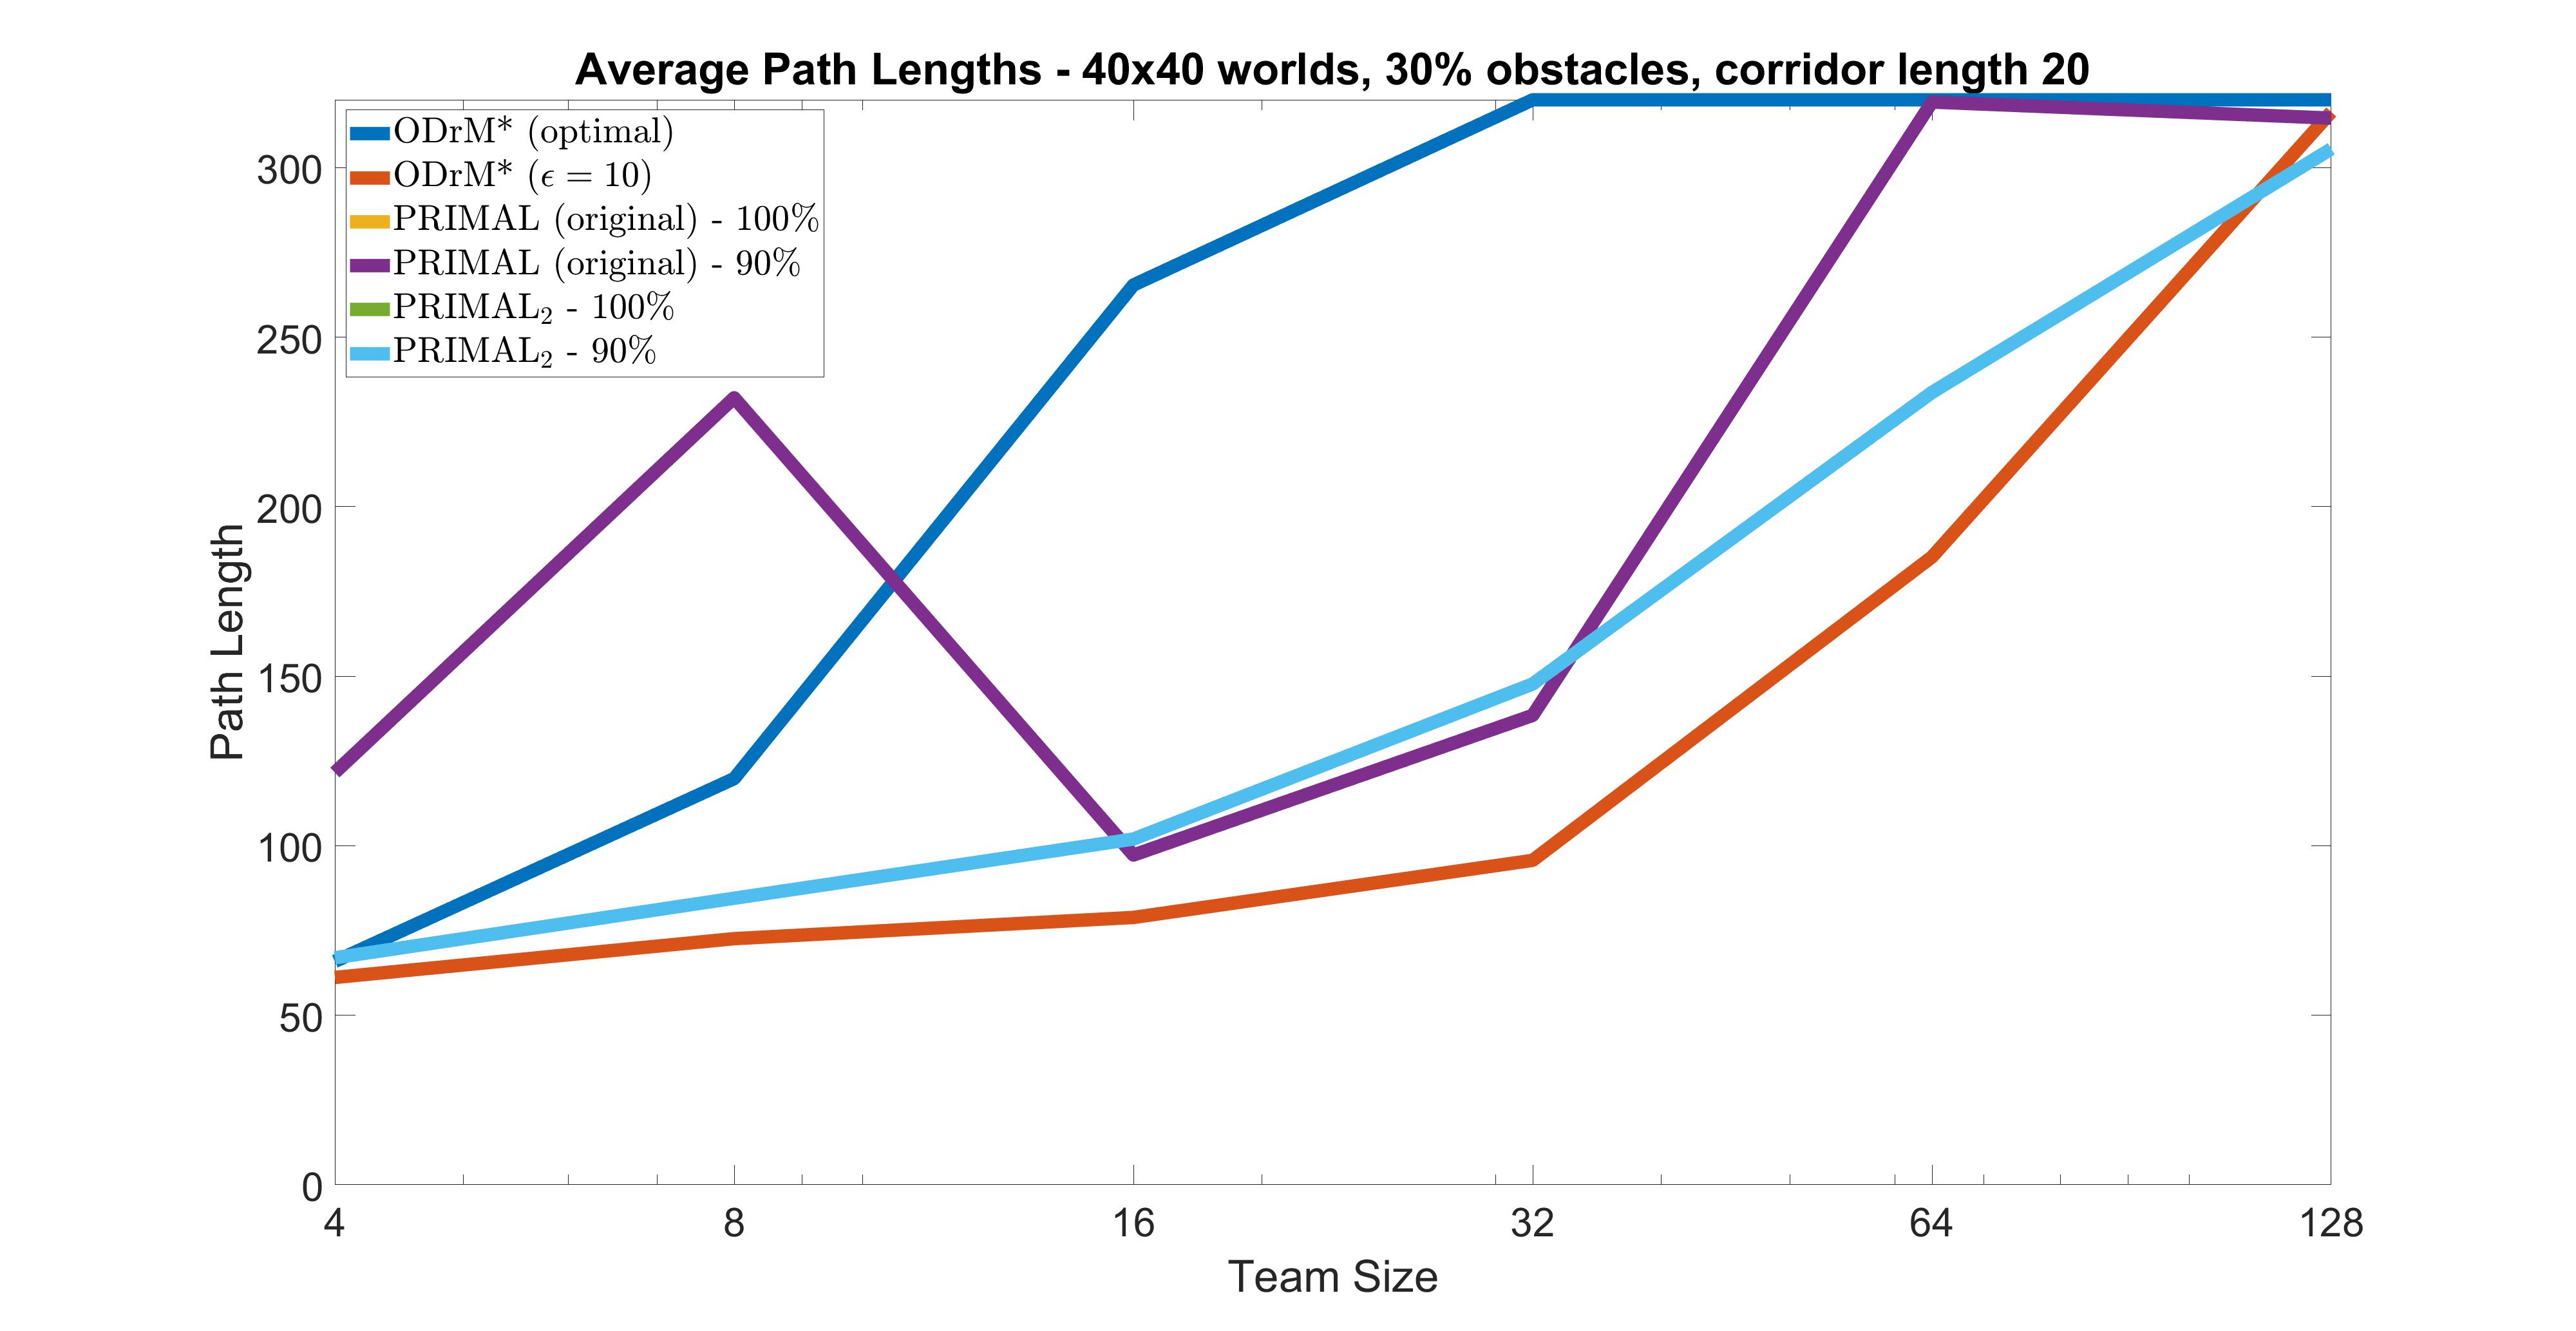 Average Path Lengths - 40x40 worlds, 30% obstacles, corridor length 20
ODrM* (optimal)
ODrM* (ϵ = 10)
PRIMAL (original) - 100%
PRIMAL (original) - 90%
PRIMAL₂ - 100%
PRIMAL₂ - 90%
300
250
200
150
100
50
0
Path Length
4 8 16 32 64 128
Team Size